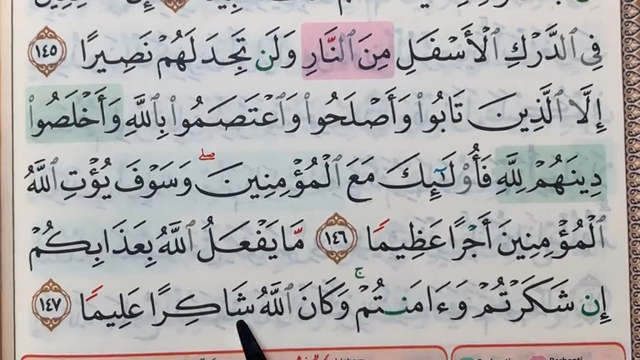 فِى ٱلدَّرْكِ ٱلْأَسْفَلِ مِنَ ٱلنَّارِ وَلَن تَجِدَ لَهُمْ نَصِيرًا ١٤٥
إِلَّا ٱلَّذِينَ تَابُوا۟ وَأَصْلَحُوا۟ وَٱعْتَصَمُوا۟ بِٱللَّهِ وَأَخْلَصُوا۟
دِينَهُمْ لِلَّهِ فَأُو۟لَـٰٓئِكَ مَعَ ٱلْمُؤْمِنِينَ ۖ وَسَوْفَ يُؤْتِ ٱللَّهُ
ٱلْمُؤْمِنِينَ أَجْرًا عَظِيمًا ١٤٦ مَّا يَفْعَلُ ٱللَّهُ بِعَذَابِكُمْ
إِن شَكَرْتُمْ وَءَامَنتُمْ ۚ وَكَانَ ٱللَّهُ شَاكِرًا عَلِيمًا ١٤٧